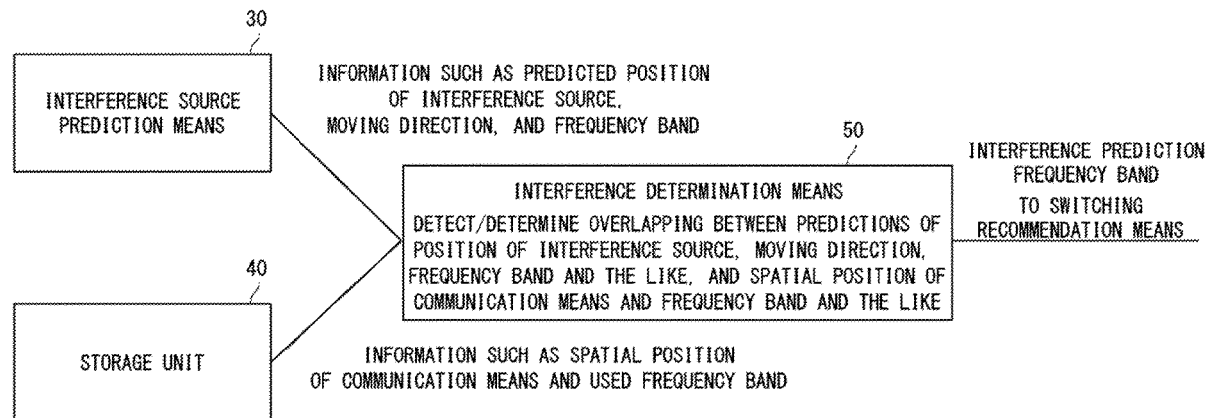 30
INTERFERENCE SOURCE
PREDICTION MEANS
INFORMATION SUCH AS PREDICTED POSITION
OF INTERFERENCE SOURCE,
MOVING DIRECTION, AND FREQUENCY BAND
50
INTERFERENCE DETERMINATION MEANS
DETECT/DETERMINE OVERLAPPING BETWEEN PREDICTIONS OF
POSITION OF INTERFERENCE SOURCE, MOVING DIRECTION,
FREQUENCY BAND AND THE LIKE, AND SPATIAL POSITION OF
COMMUNICATION MEANS AND FREQUENCY BAND AND THE LIKE
INTERFERENCE PREDICTION
FREQUENCY BAND
TO SWITCHING
RECOMMENDATION MEANS
40
STORAGE UNIT
INFORMATION SUCH AS SPATIAL POSITION
OF COMMUNICATION MEANS AND USED FREQUENCY BAND